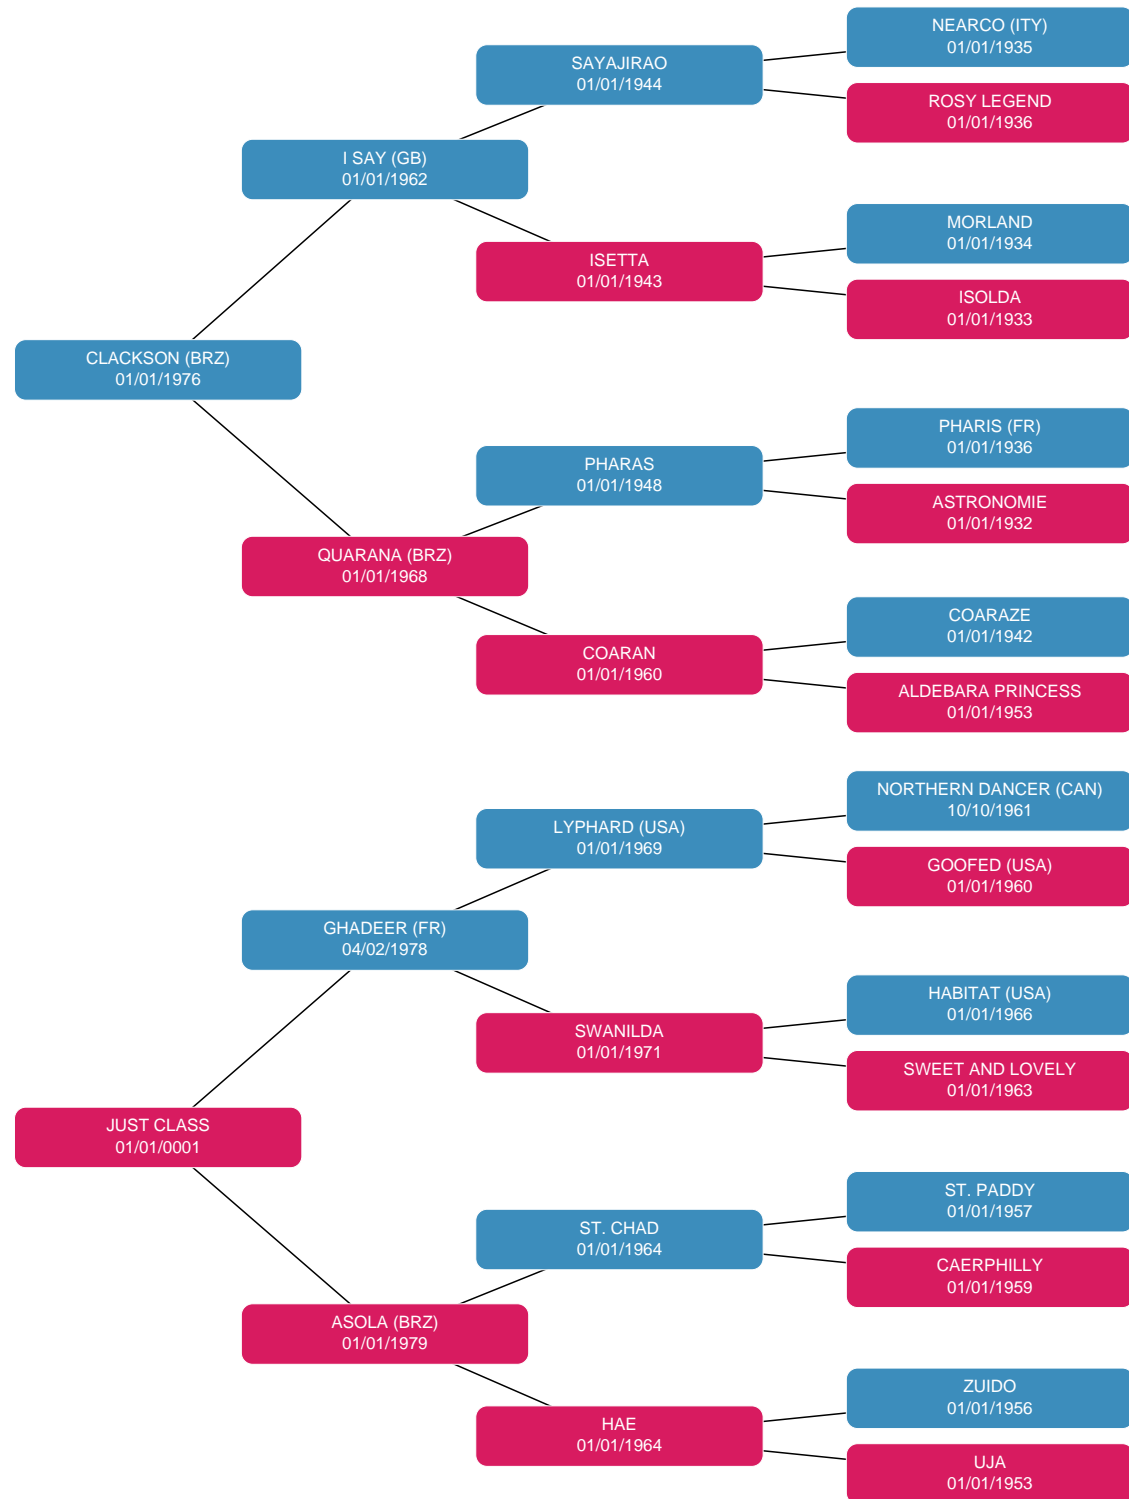 NEARCO (ITY)
01/01/1935
SAYAJIRAO
01/01/1944
ROSY LEGEND
01/01/1936
I SAY (GB)
01/01/1962
MORLAND
01/01/1934
ISETTA
01/01/1943
ISOLDA
01/01/1933
CLACKSON (BRZ)
01/01/1976
PHARIS (FR)
01/01/1936
PHARAS
01/01/1948
ASTRONOMIE
01/01/1932
QUARANA (BRZ)
01/01/1968
COARAZE
01/01/1942
COARAN
01/01/1960
ALDEBARA PRINCESS
01/01/1953
NORTHERN DANCER (CAN)
10/10/1961
LYPHARD (USA)
01/01/1969
GOOFED (USA)
01/01/1960
GHADEER (FR)
04/02/1978
HABITAT (USA)
01/01/1966
SWANILDA
01/01/1971
SWEET AND LOVELY
01/01/1963
JUST CLASS
01/01/0001
ST. PADDY
01/01/1957
ST. CHAD
01/01/1964
CAERPHILLY
01/01/1959
ASOLA (BRZ)
01/01/1979
ZUIDO
01/01/1956
HAE
01/01/1964
UJA
01/01/1953